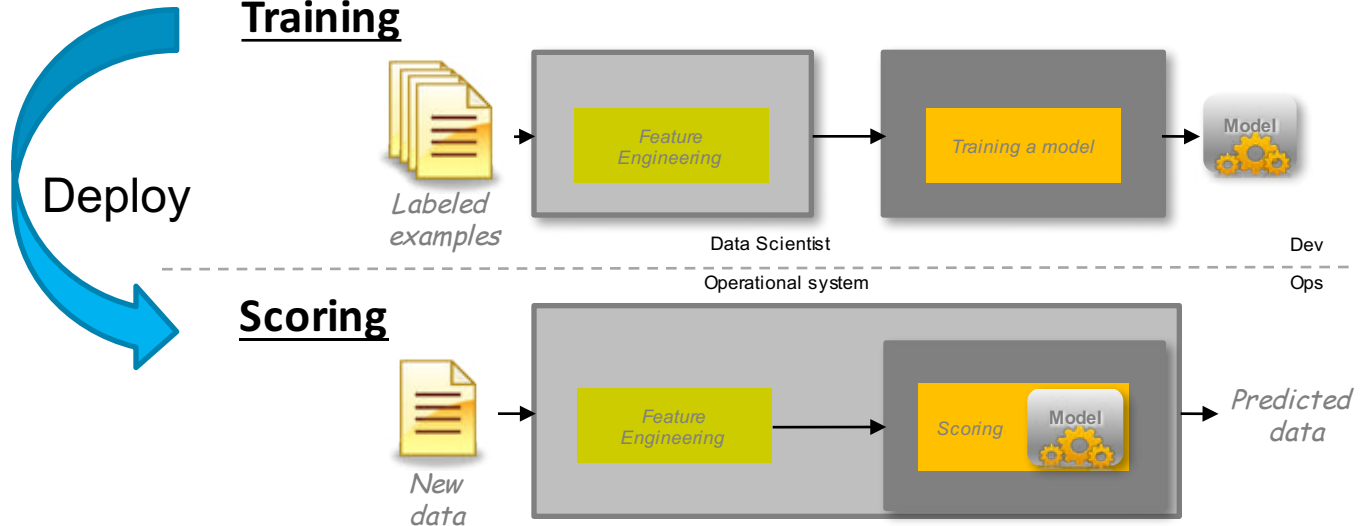 Training
Feature
Engineering
Training a model
Model
Deploy
Labeled
examples
Data Scientist
Dev
Operational system
Ops
Scoring
Feature
Engineering
Scoring
Model
Predicted
data
New
data